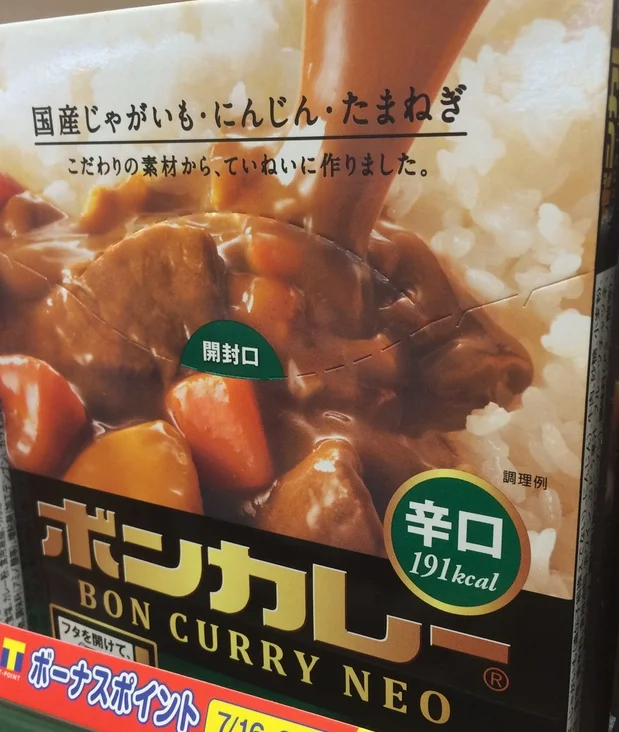 国産じゃがいも・にんじん・たまねぎ
こだわりの素材から、ていねいに作りました。
開封口
調理例
辛口
191kcal
ボンカレー
BON CURRY NEO
®
フタを開けて、
T-POINT
ボーナスポイント
7/16